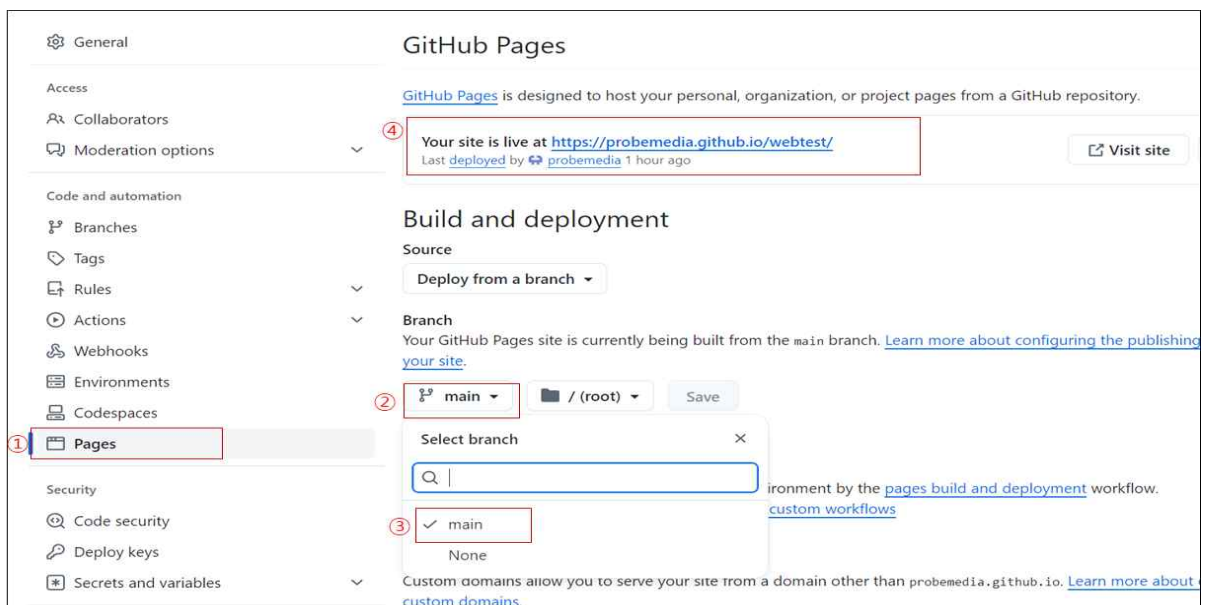 General
Access
Collaborators
Moderation options
Code and automation
Branches
Tags
Rules
Actions
Webhooks
Environments
Codespaces
① Pages
Security
Code security
Deploy keys
Secrets and variables
GitHub Pages
GitHub Pages is designed to host your personal, organization, or project pages from a GitHub repository.
④ Your site is live at https://probemedia.github.io/webtest/
Last deployed by probemedia 1 hour ago
Visit site
Build and deployment
Source
Deploy from a branch
Branch
Your GitHub Pages site is currently being built from the main branch. Learn more about configuring the publishing
your site.
② main / (root) Save
Select branch
ironment by the pages build and deployment workflow.
custom workflows
③ main
None
Custom domains allow you to serve your site from a domain other than probemedia.github.io. Learn more about
custom domains.